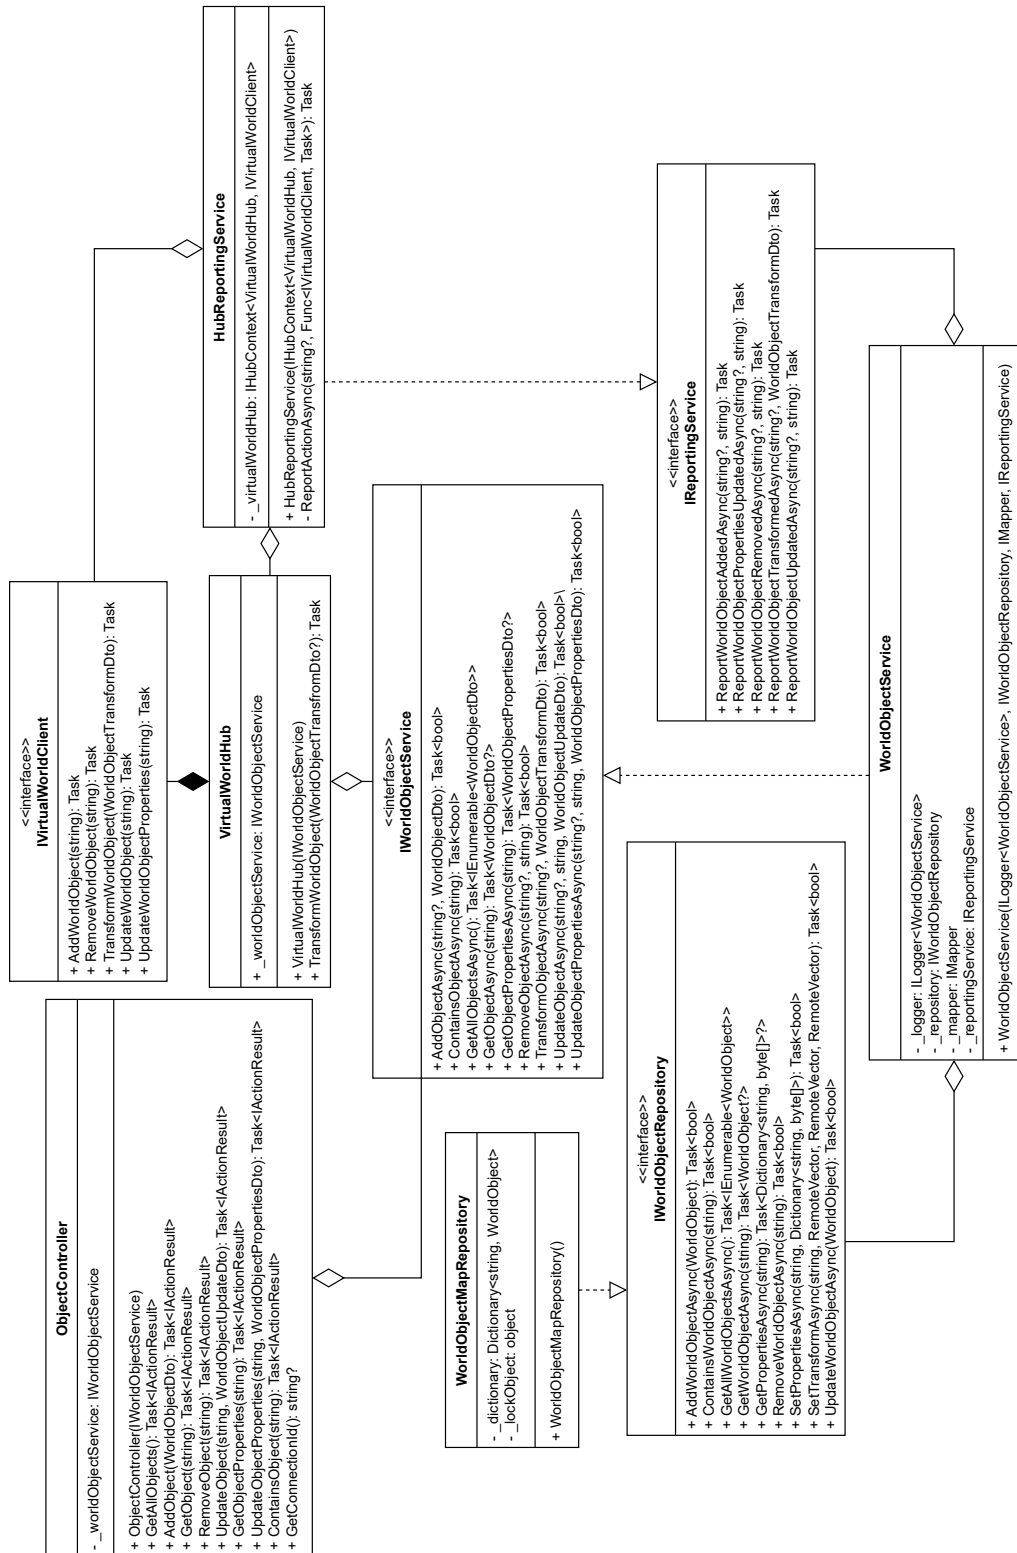 ObjectController
- _worldObjectService: IWorldObjectService
+ ObjectController(IWorldObjectService)
+ GetAllObjects(): Task<IActionResult>
+ AddObject(WorldObjectDto): Task<IActionResult>
+ GetObject(string): Task<IActionResult>
+ RemoveObject(string): Task<IActionResult>
+ UpdateObject(string, WorldObjectUpdateDto): Task<IActionResult>
+ GetObjectProperties(string): Task<IActionResult>
+ UpdateObjectProperties(string, WorldObjectPropertiesDto): Task<IActionResult>
+ ContainsObject(string): Task<IActionResult>
+ GetConnectionId(): string?
<<interface>>
IVirtualWorldClient
+ AddWorldObject(string): Task
+ RemoveWorldObject(string): Task
+ TransformWorldObject(WorldObjectTransformDto): Task
+ UpdateWorldObject(string): Task
+ UpdateWorldObjectProperties(string): Task
VirtualWorldHub
+ _worldObjectService: IWorldObjectService
+ VirtualWorldHub(IWorldObjectService)
+ TransformWorldObject(WorldObjectTransfromDto?): Task
HubReportingService
- _virtualWorldHub: IHubContext<VirtualWorldHub, IVirtualWorldClient>
+ HubReportingService(IHubContext<VirtualWorldHub, IVirtualWorldClient>)
- ReportActionAsync(string?, Func<IVirtualWorldClient, Task>): Task
<<interface>>
IWorldObjectService
+ AddObjectAsync(string?, WorldObjectDto): Task<bool>
+ ContainsObjectAsync(string): Task<bool>
+ GetAllObjectsAsync(): Task<IEnumerable<WorldObjectDto>>
+ GetObjectAsync(string): Task<WorldObjectDto?>
+ GetObjectPropertiesAsync(string): Task<WorldObjectPropertiesDto?>
+ RemoveObjectAsync(string?, string): Task<bool>
+ TransformObjectAsync(string?, WorldObjectTransformDto): Task<bool>
+ UpdateObjectAsync(string?, string, WorldObjectUpdateDto): Task<bool>\
+ UpdateObjectPropertiesAsync(string?, string, WorldObjectPropertiesDto): Task<bool>
WorldObjectMapRepository
- _dictionary: Dictionary<string, WorldObject>
- _lockObject: object
+ WorldObjectMapRepository()
<<interface>>
IWorldObjectRepository
+ AddWorldObjectAsync(WorldObject): Task<bool>
+ ContainsWorldObjectAsync(string): Task<bool>
+ GetAllWorldObjectsAsync(): Task<IEnumerable<WorldObject>>
+ GetWorldObjectAsync(string): Task<WorldObject?>
+ GetPropertiesAsync(string): Task<Dictionary<string, byte[]>?>
+ RemoveWorldObjectAsync(string): Task<bool>
+ SetPropertiesAsync(string, Dictionary<string, byte[]>): Task<bool>
+ SetTransformAsync(string, RemoteVector, RemoteVector, RemoteVector): Task<bool>
+ UpdateWorldObjectAsync(WorldObject): Task<bool>
<<interface>>
IReportingService
+ ReportWorldObjectAddedAsync(string?, string): Task
+ ReportWorldObjectPropertiesUpdatedAsync(string?, string): Task
+ ReportWorldObjectRemovedAsync(string?, string): Task
+ ReportWorldObjectTransformedAsync(string?, WorldObjectTransformDto): Task
+ ReportWorldObjectUpdatedAsync(string?, string): Task
WorldObjectService
- _logger: ILogger<WorldObjectService>
- _repository: IWorldObjectRepository
- _mapper: IMapper
- _reportingService: IReportingService
+ WorldObjectService(ILogger<WorldObjectService>, IWorldObjectRepository, IMapper, IReportingService)